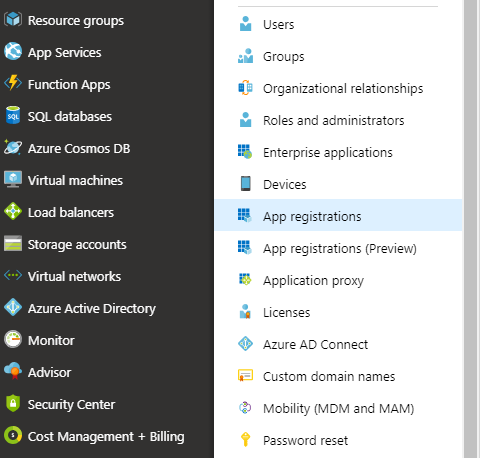 Resource groups
App Services
Function Apps
SQL databases
Azure Cosmos DB
Virtual machines
Load balancers
Storage accounts
Virtual networks
Azure Active Directory
Monitor
Advisor
Security Center
Cost Management + Billing
Users
Groups
Organizational relationships
Roles and administrators
Enterprise applications
Devices
App registrations
App registrations (Preview)
Application proxy
Licenses
Azure AD Connect
Custom domain names
Mobility (MDM and MAM)
Password reset